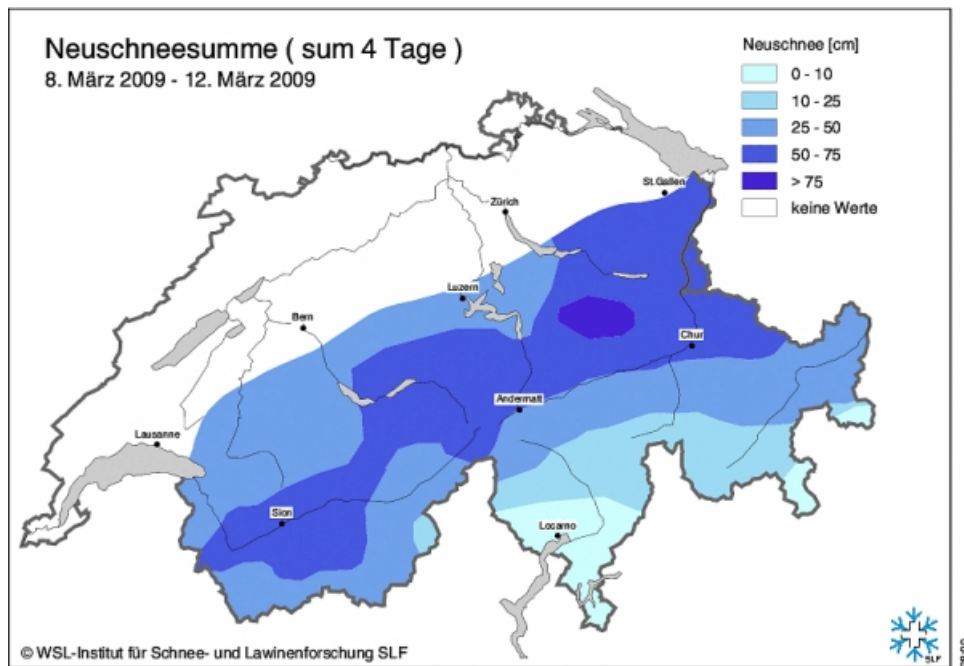 Neuschneesumme ( sum 4 Tage )
8. März 2009 - 12. März 2009
Neuschnee [cm]
0 - 10
10 - 25
25 - 50
50 - 75
> 75
keine Werte
St.Gallen
Zürich
Luzern
Bern
Chur
Andermatt
Lausanne
Sion
Locarno
© WSL-Institut für Schnee- und Lawinenforschung SLF
SLF